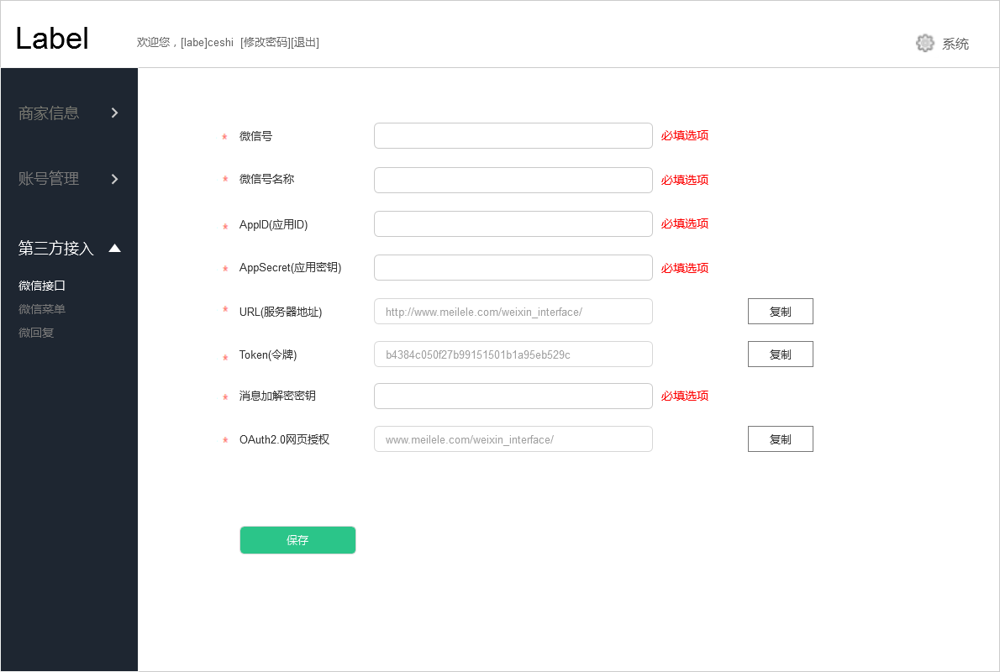 Label
欢迎您，[labe]ceshi [修改密码][退出]
系统
商家信息
账号管理
第三方接入
微信接口
微信菜单
微回复
* 微信号 必填选项
* 微信号名称 必填选项
* AppID(应用ID) 必填选项
* AppSecret(应用密钥) 必填选项
* URL(服务器地址) http://www.meilele.com/weixin_interface/ 复制
* Token(令牌) b4384c050f27b99151501b1a95eb529c 复制
* 消息加解密密钥 必填选项
* OAuth2.0网页授权 www.meilele.com/weixin_interface/ 复制
保存